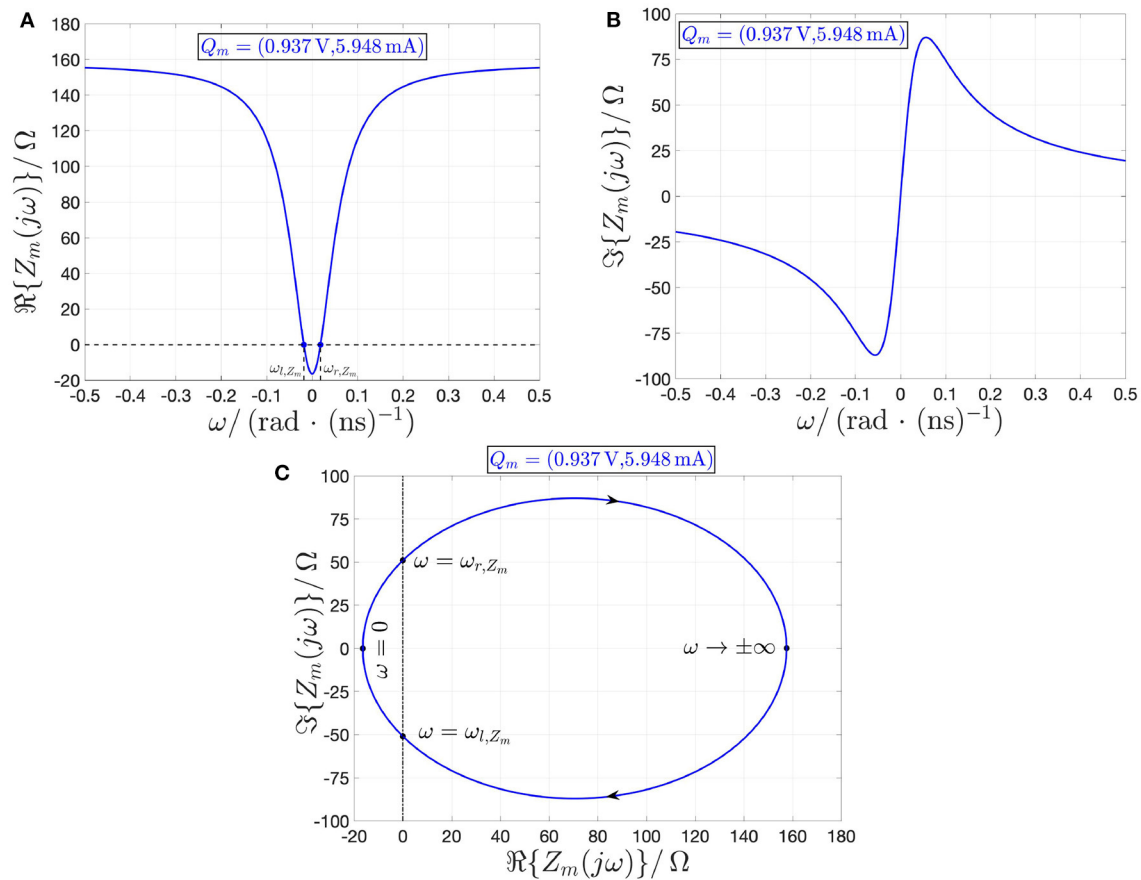 A
Q_m = (0.937 V,5.948 mA)
ℜ{Z_m(jω)}/ Ω
180
160
140
120
100
80
60
40
20
0
-20
ω_{l,Z_m}
ω_{r,Z_m}
-0.5 -0.4 -0.3 -0.2 -0.1 0 0.1 0.2 0.3 0.4 0.5
ω/ (rad · (ns)^{-1})
B
Q_m = (0.937 V,5.948 mA)
ℑ{Z_m(jω)}/ Ω
100
75
50
25
0
-25
-50
-75
-100
-0.5 -0.4 -0.3 -0.2 -0.1 0 0.1 0.2 0.3 0.4 0.5
ω/ (rad · (ns)^{-1})
C
Q_m = (0.937 V,5.948 mA)
ℑ{Z_m(jω)}/ Ω
100
75
50
25
0
-25
-50
-75
-100
ω = ω_{r,Z_m}
ω = 0
ω → ±∞
ω = ω_{l,Z_m}
-20 0 20 40 60 80 100 120 140 160 180
ℜ{Z_m(jω)}/ Ω